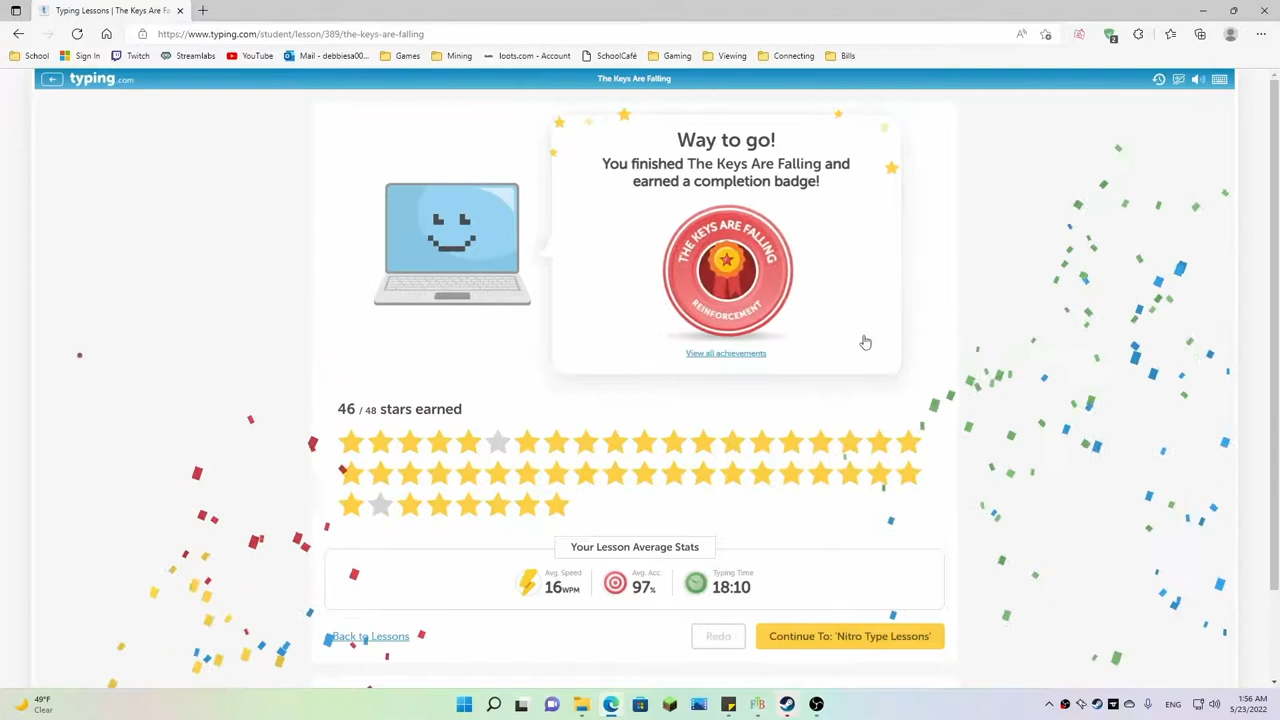 Typing Lessons | The Keys Are Fa
https://www.typing.com/student/lesson/389/the-keys-are-falling
School Sign In Twitch Streamlabs YouTube Mail - debbiesa00... Games Mining loots.com - Account SchoolCafé Gaming Viewing Connecting Bills
typing.com The Keys Are Falling
Way to go!
You finished The Keys Are Falling and
earned a completion badge!
THE KEYS ARE FALLING
REINFORCEMENT
View all achievements
46 / 48 stars earned
Your Lesson Average Stats
Avg. Speed
16WPM
Avg. Acc.
97%
Typing Time
18:10
Back to Lessons
Redo
Continue To: 'Nitro Type Lessons'
49°F
Clear
ENG
1:56 AM
5/23/2022